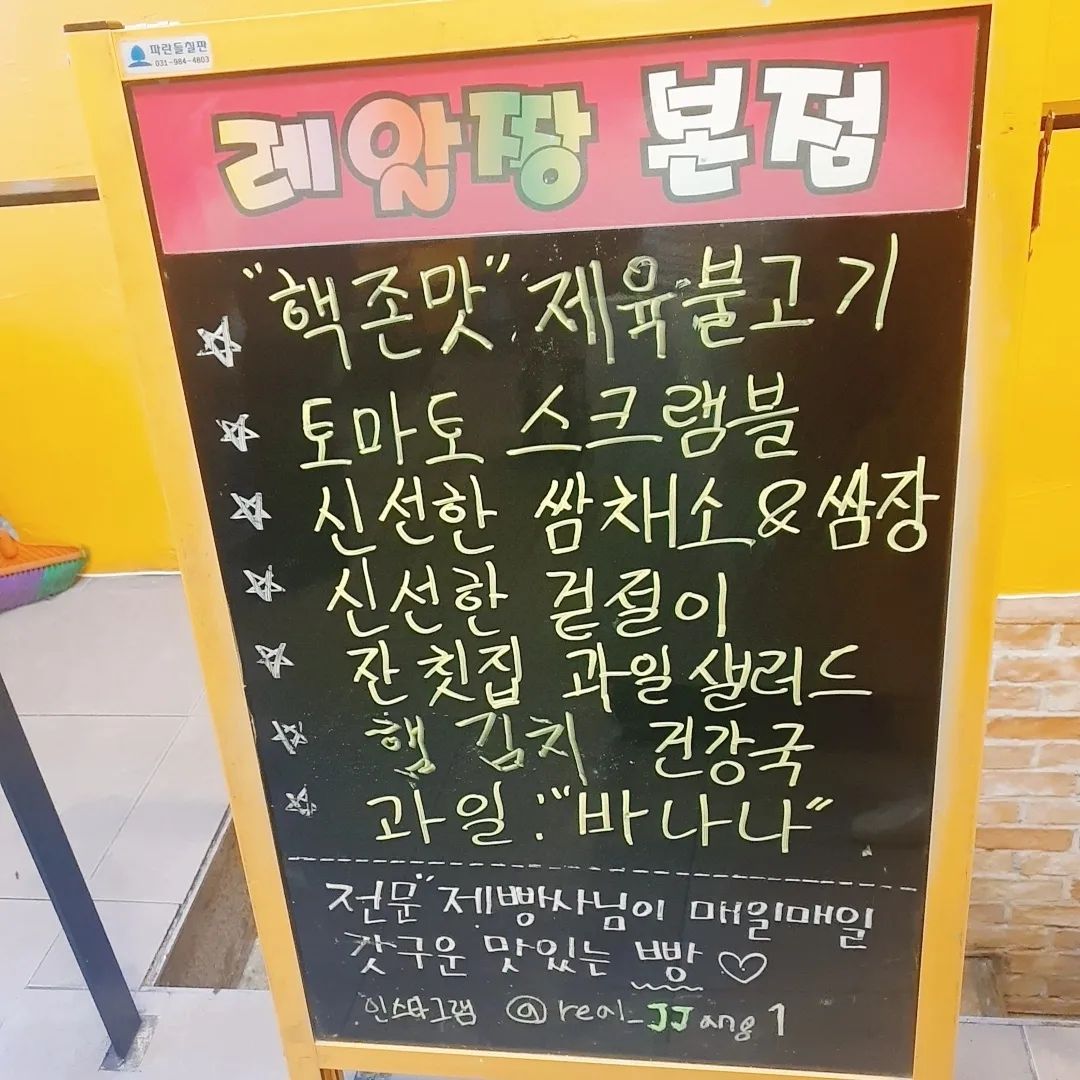 파란들칠판
031-984-4803
레알짱 본점
"핵존맛" 제육불고기
토마토 스크램블
신선한 쌈채소 & 쌈장
신선한 겉절이
잔칫집 과일샐러드
햄 김치 건강국
과일: "바나나"
전문 "제빵사님이 매일매일
갓구운 맛있는 빵 ♡
인스타그램 @real_JJang1